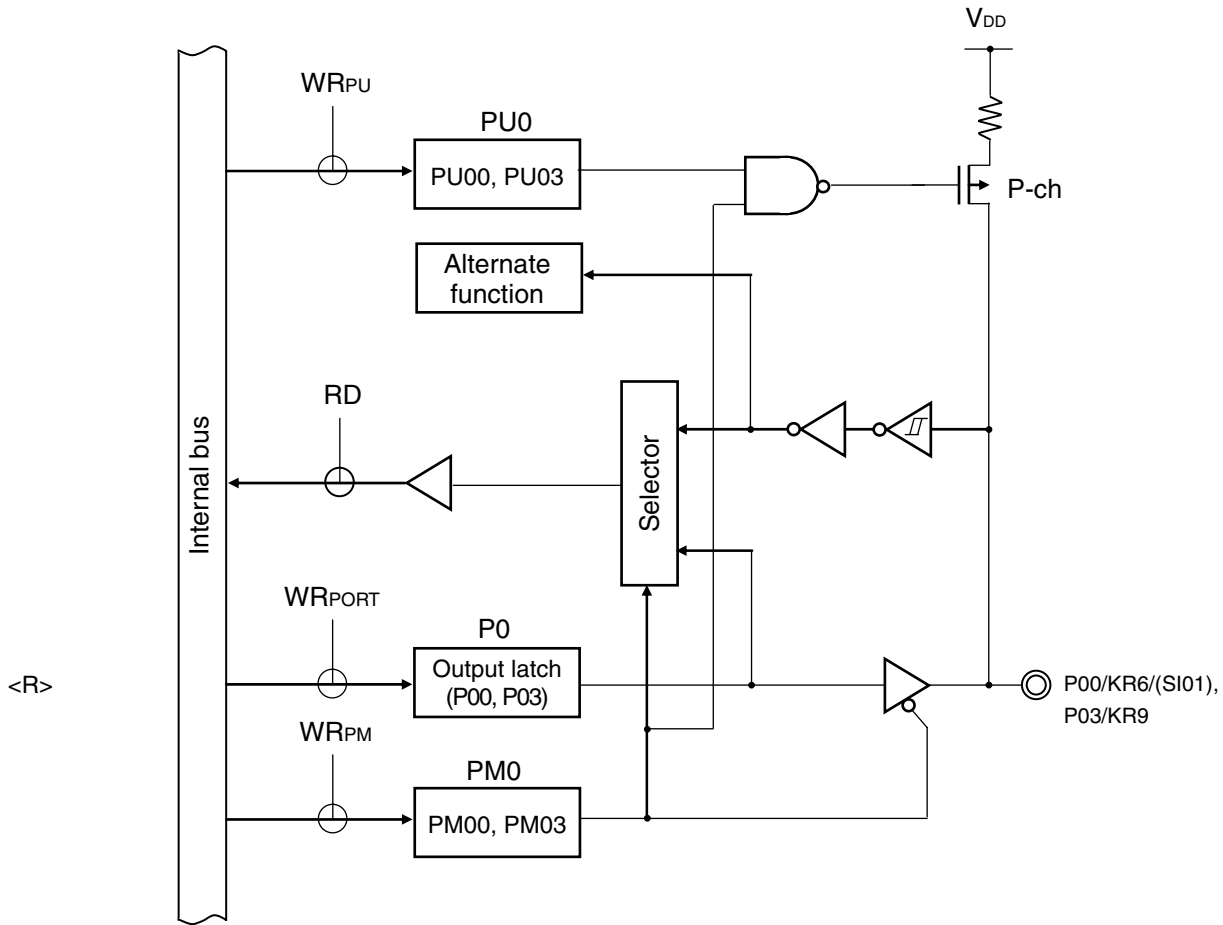 VDD
WRPU
PU0
PU00, PU03
P-ch
Alternate
function
RD
Internal bus
Selector
WRPORT
P0
Output latch
(P00, P03)
<R>
P00/KR6/(SI01),
P03/KR9
WRPM
PM0
PM00, PM03